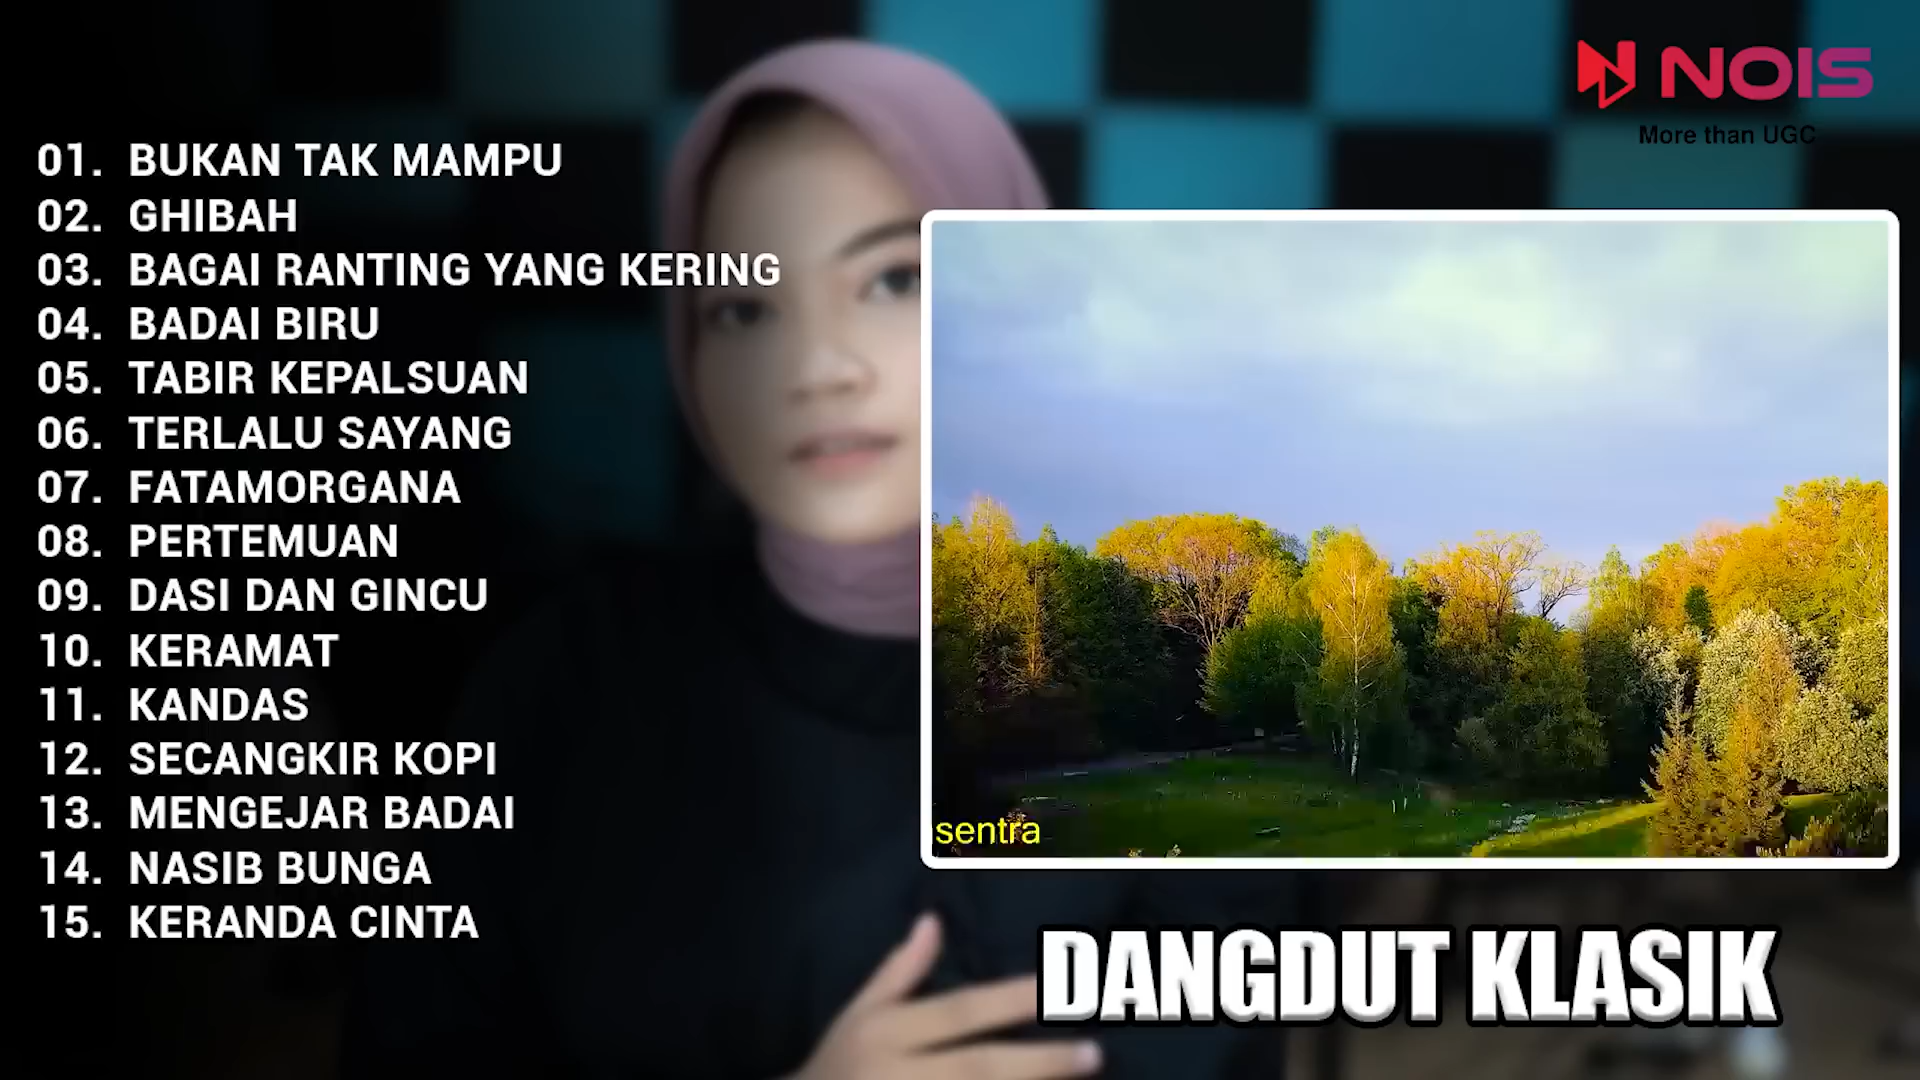 NOIS
More than UGC
01. BUKAN TAK MAMPU
02. GHIBAH
03. BAGAI RANTING YANG KERING
04. BADAI BIRU
05. TABIR KEPALSUAN
06. TERLALU SAYANG
07. FATAMORGANA
08. PERTEMUAN
09. DASI DAN GINCU
10. KERAMAT
11. KANDAS
12. SECANGKIR KOPI
13. MENGEJAR BADAI
14. NASIB BUNGA
15. KERANDA CINTA
sentra
DANGDUT KLASIK